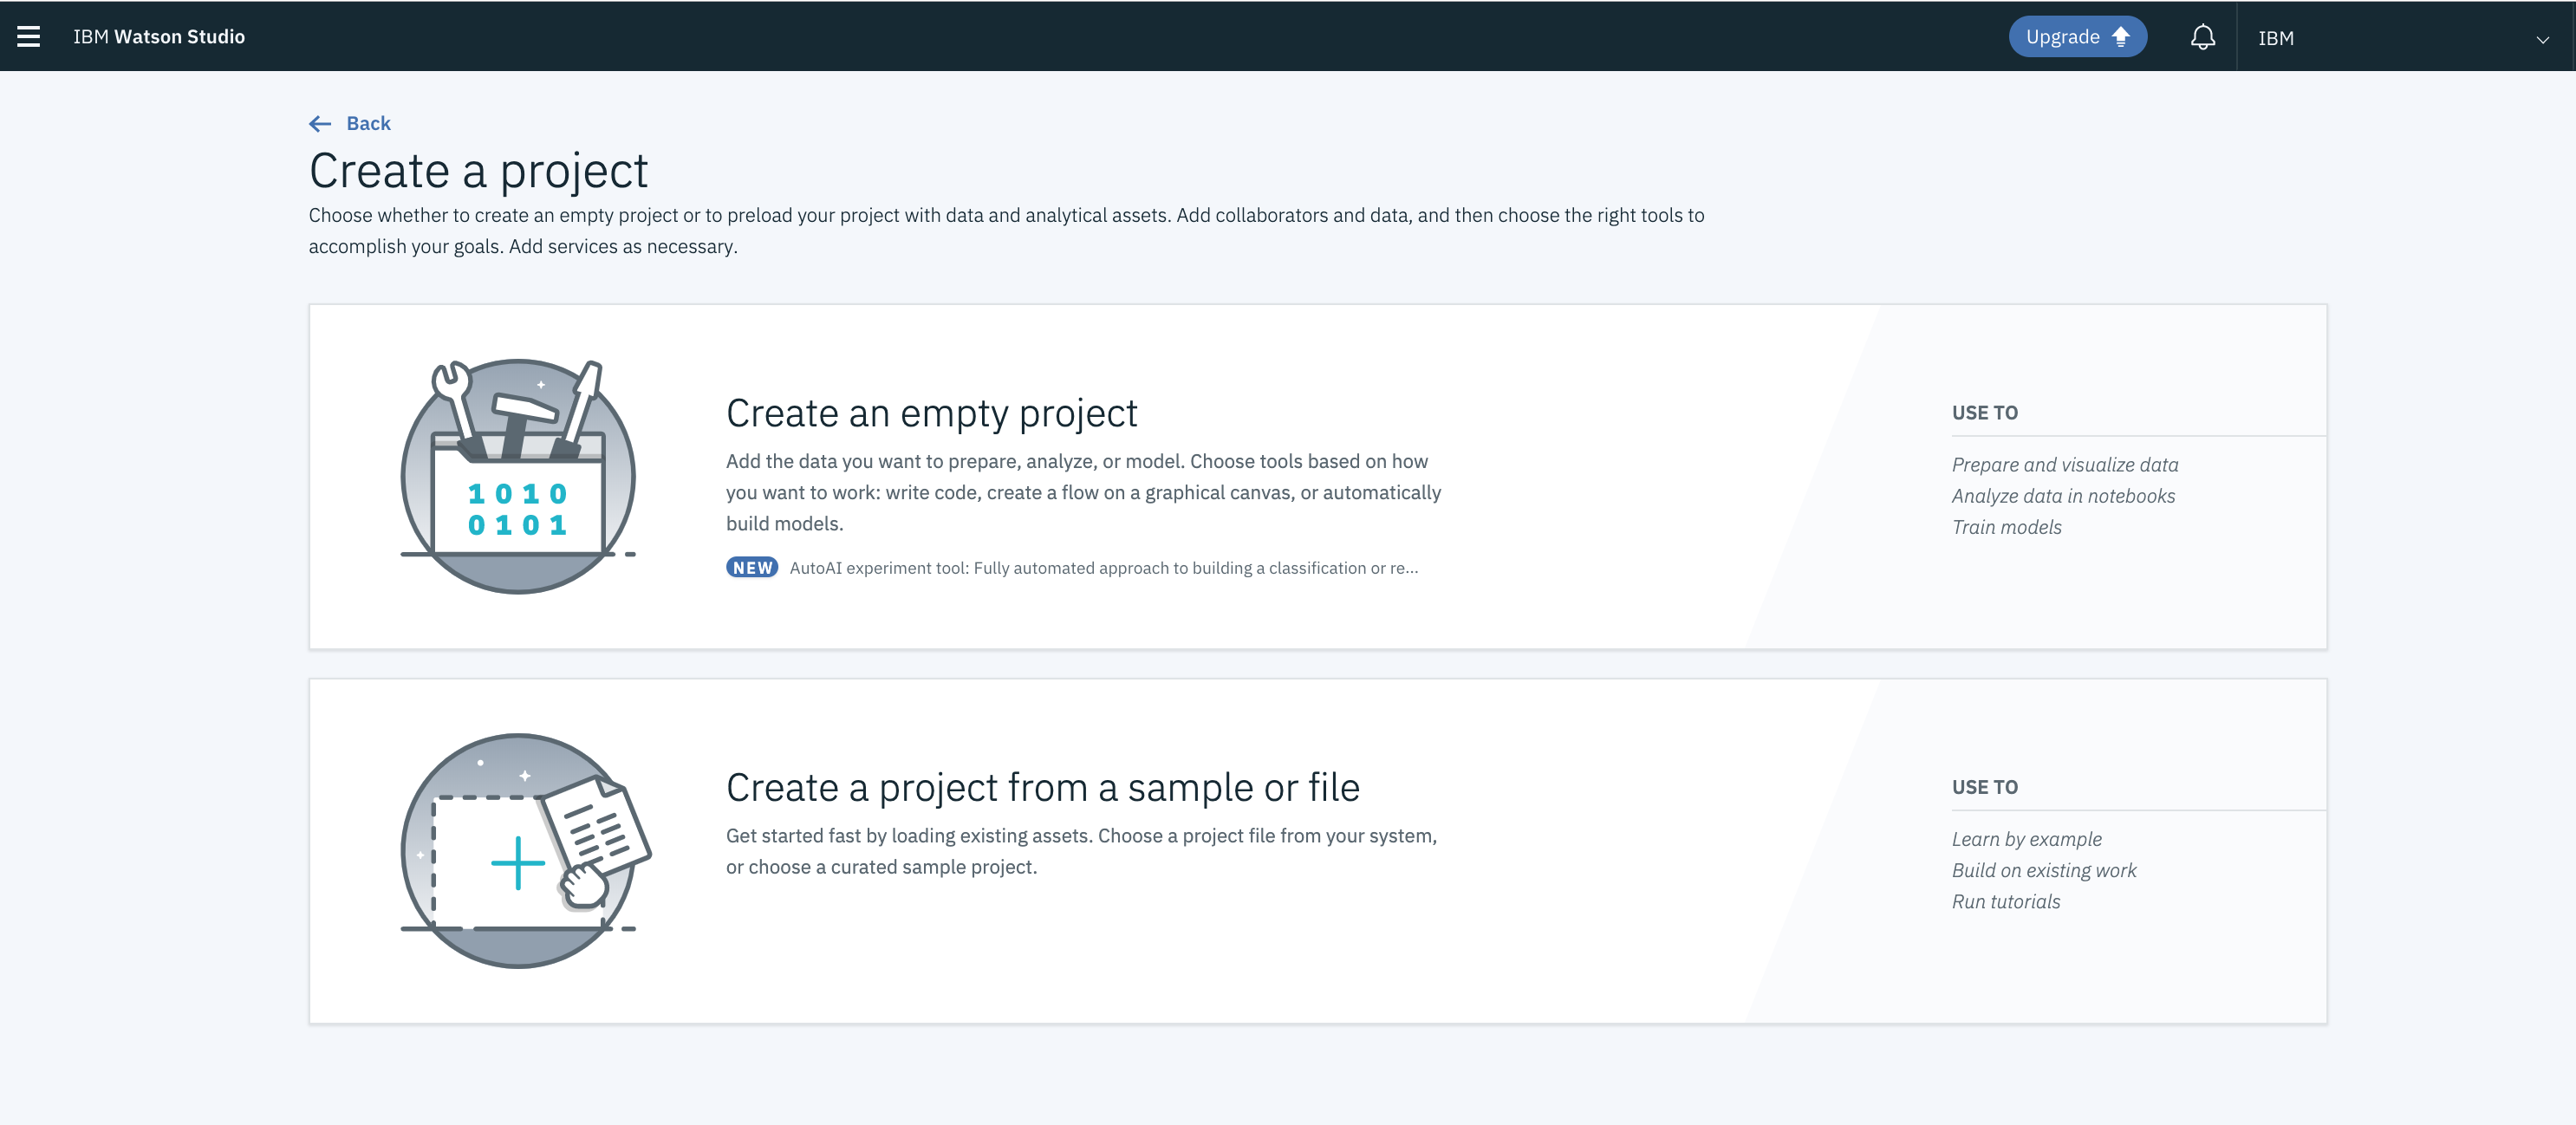 IBM Watson Studio
Upgrade
IBM
Back
Create a project
Choose whether to create an empty project or to preload your project with data and analytical assets. Add collaborators and data, and then choose the right tools to
accomplish your goals. Add services as necessary.
1 0 1 0
0 1 0 1
Create an empty project
Add the data you want to prepare, analyze, or model. Choose tools based on how
you want to work: write code, create a flow on a graphical canvas, or automatically
build models.
NEW AutoAI experiment tool: Fully automated approach to building a classification or re...
USE TO
Prepare and visualize data
Analyze data in notebooks
Train models
Create a project from a sample or file
Get started fast by loading existing assets. Choose a project file from your system,
or choose a curated sample project.
USE TO
Learn by example
Build on existing work
Run tutorials